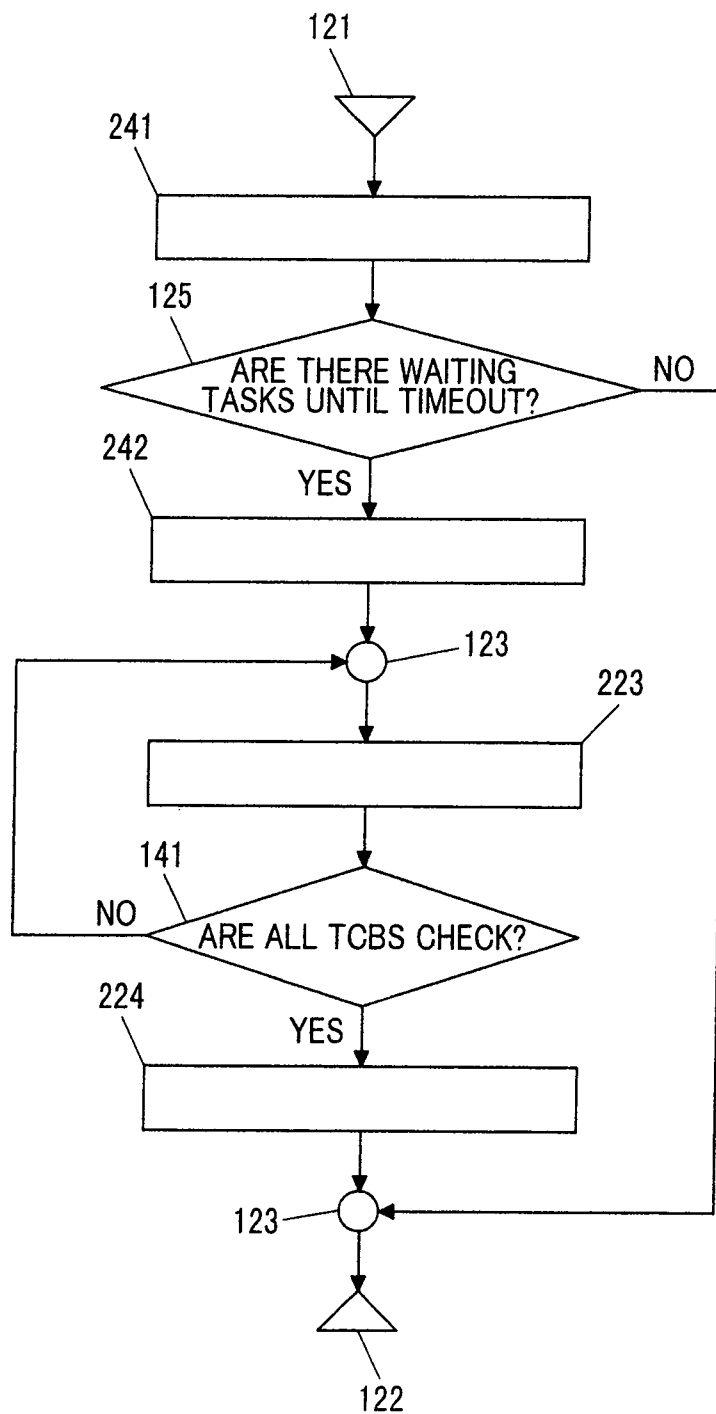 121
241
125
ARE THERE WAITING
TASKS UNTIL TIMEOUT?
NO
242
YES
123
223
141
NO
ARE ALL TCBS CHECK?
224
YES
123
122